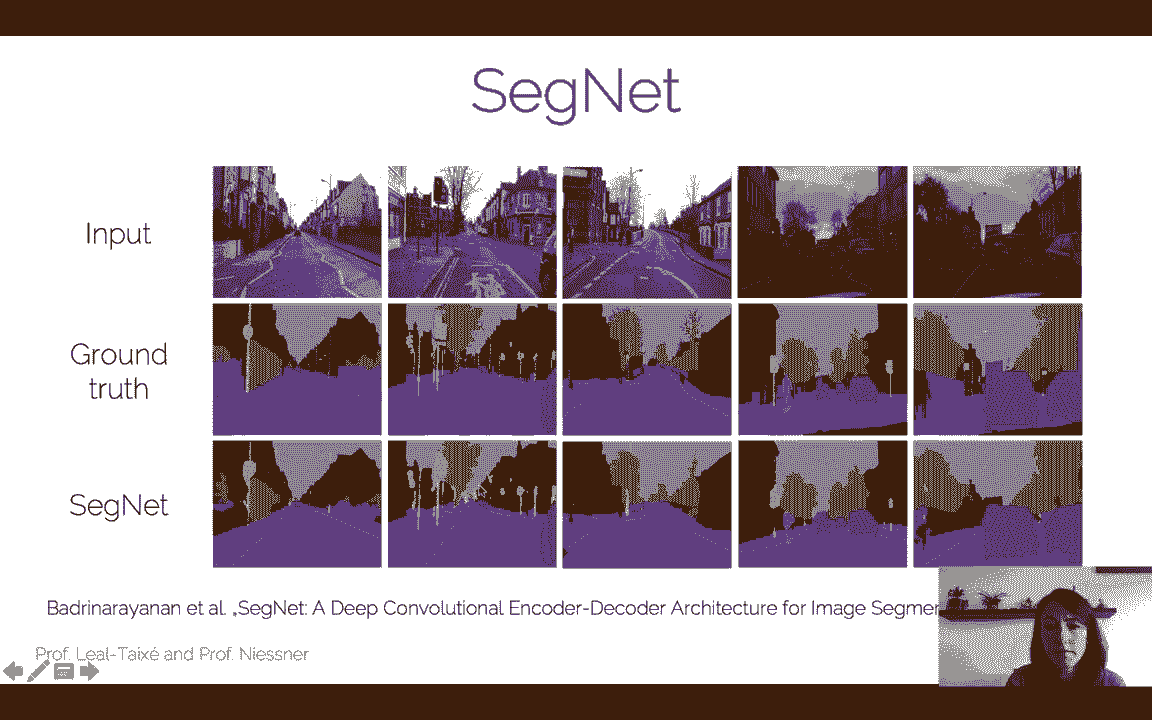 SegNet
Input
Ground
truth
SegNet
Badrinarayanan et al. „SegNet: A Deep Convolutional Encoder-Decoder Architecture for Image Segmen
Prof. Leal-Taixé and Prof. Niessner